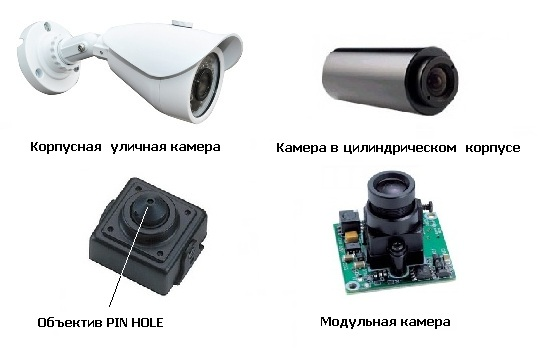 Корпусная уличная камера
Камера в цилиндрическом корпусе
Объектив PIN HOLE
Модульная камера